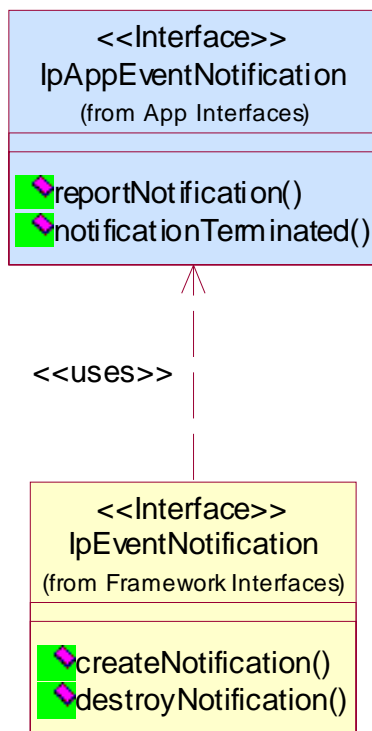 <<Interface>>
IpAppEventNotification
(from App Interfaces)
reportNotification()
notificationTerminated()
<<uses>>
<<Interface>>
IpEventNotification
(from Framework Interfaces)
createNotification()
destroyNotification()